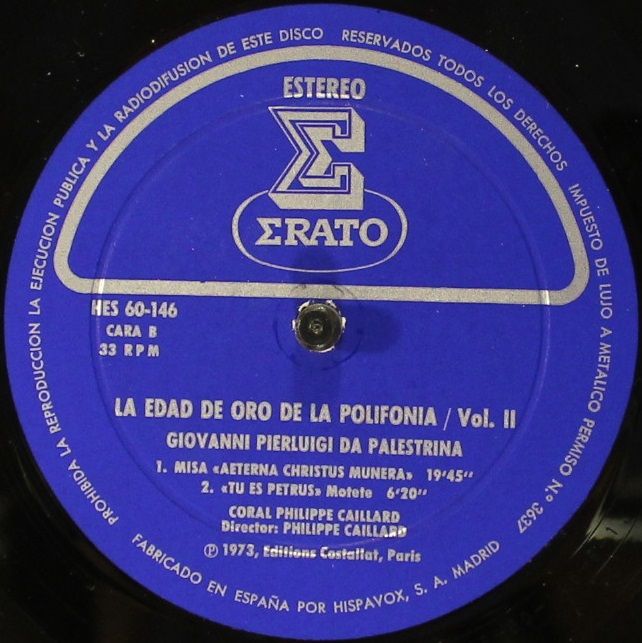 PROHIBIDA LA REPRODUCCION LA EJECUCION PUBLICA Y LA RADIODIFUSION DE ESTE DISCO RESERVADOS TODOS LOS DERECHOS IMPUESTO DE LUJO A METALICO PERMISO N.º 3637
ESTEREO
ΣRATO
HES 60-146
CARA B
33 RPM
LA EDAD DE ORO DE LA POLIFONIA / Vol. II
GIOVANNI PIERLUIGI DA PALESTRINA
1. MISA «AETERNA CHRISTUS MUNERA» 19'45"
2. «TU ES PETRUS» Motete 6'20"
CORAL PHILIPPE CAILLARD
Director: PHILIPPE CAILLARD
℗ 1973, Editions Costallat, Paris
FABRICADO EN ESPAÑA POR HISPAVOX, S. A. MADRID